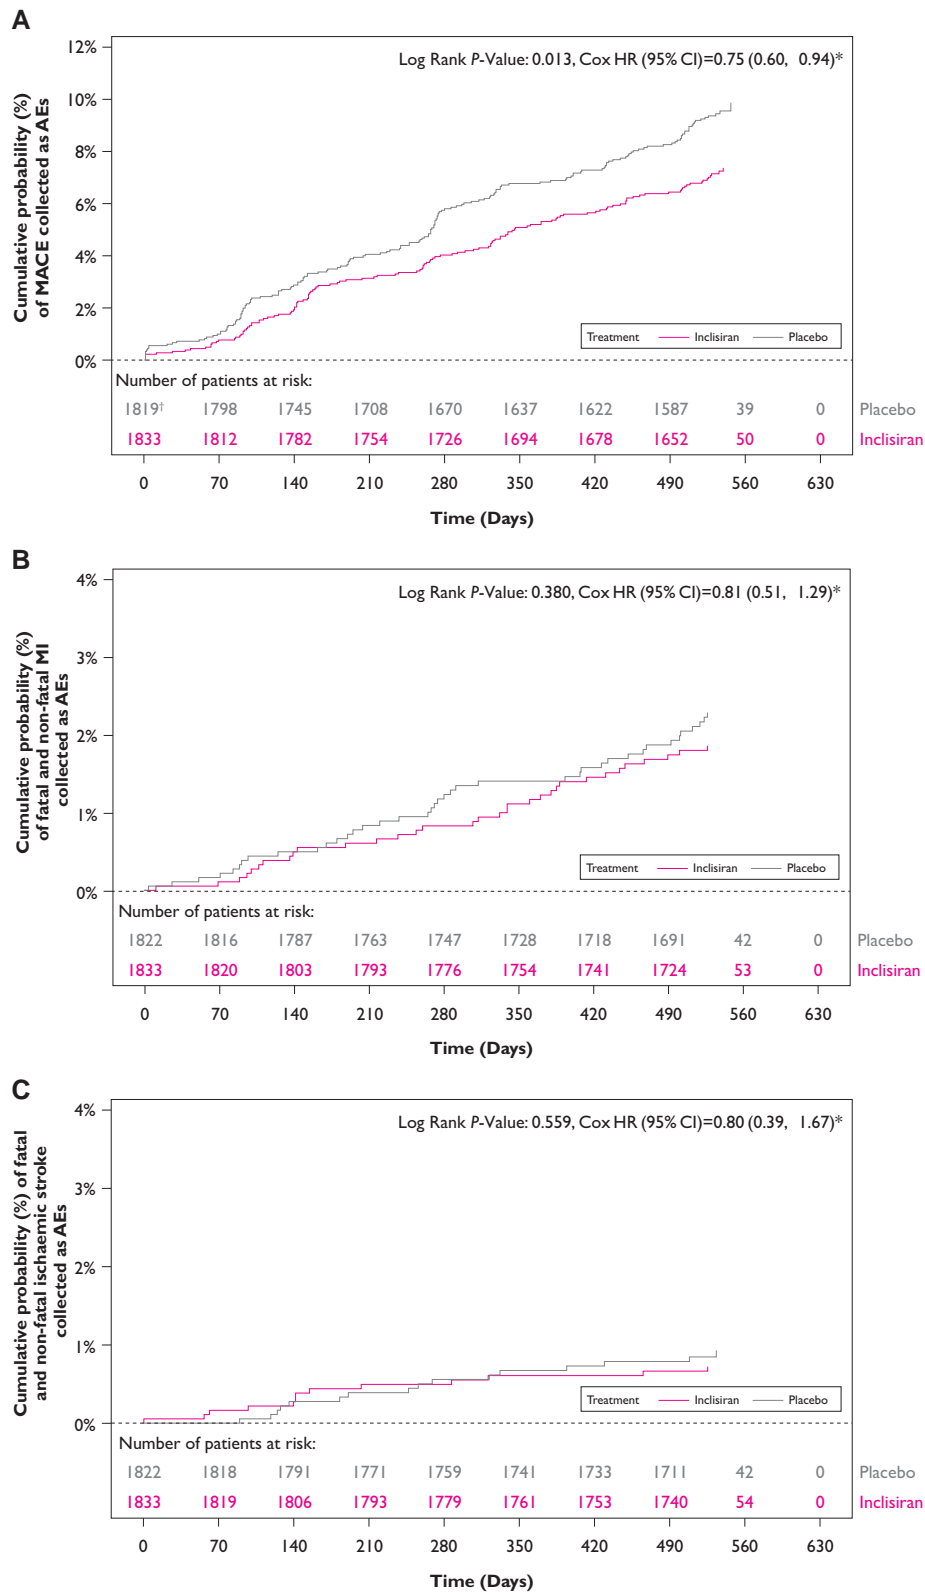 A
Log Rank P-Value: 0.013, Cox HR (95% CI)=0.75 (0.60, 0.94)*
Cumulative probability (%)
of MACE collected as AEs
12%
10%
8%
6%
4%
2%
0%
Treatment Inclisiran Placebo
Number of patients at risk:
1819† 1798 1745 1708 1670 1637 1622 1587 39 0 Placebo
1833 1812 1782 1754 1726 1694 1678 1652 50 0 Inclisiran
0 70 140 210 280 350 420 490 560 630
Time (Days)
B
Log Rank P-Value: 0.380, Cox HR (95% CI)=0.81 (0.51, 1.29)*
Cumulative probability (%)
of fatal and non-fatal MI
collected as AEs
4%
3%
2%
1%
0%
Treatment Inclisiran Placebo
Number of patients at risk:
1822 1816 1787 1763 1747 1728 1718 1691 42 0 Placebo
1833 1820 1803 1793 1776 1754 1741 1724 53 0 Inclisiran
0 70 140 210 280 350 420 490 560 630
Time (Days)
C
Log Rank P-Value: 0.559, Cox HR (95% CI)=0.80 (0.39, 1.67)*
Cumulative probability (%) of fatal
and non-fatal ischaemic stroke
collected as AEs
4%
3%
2%
1%
0%
Treatment Inclisiran Placebo
Number of patients at risk:
1822 1818 1791 1771 1759 1741 1733 1711 42 0 Placebo
1833 1819 1806 1793 1779 1761 1753 1740 54 0 Inclisiran
0 70 140 210 280 350 420 490 560 630
Time (Days)